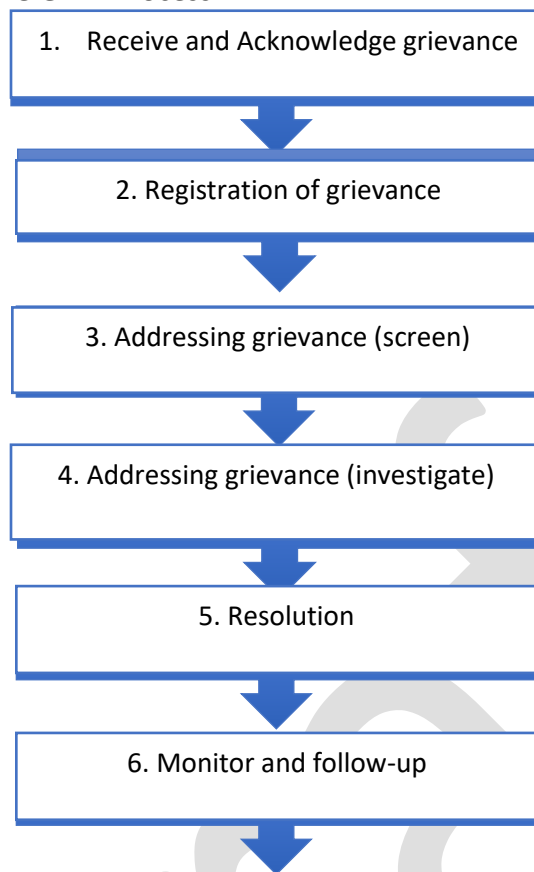 1. Receive and Acknowledge grievance
2. Registration of grievance
3. Addressing grievance (screen)
4. Addressing grievance (investigate)
5. Resolution
6. Monitor and follow-up